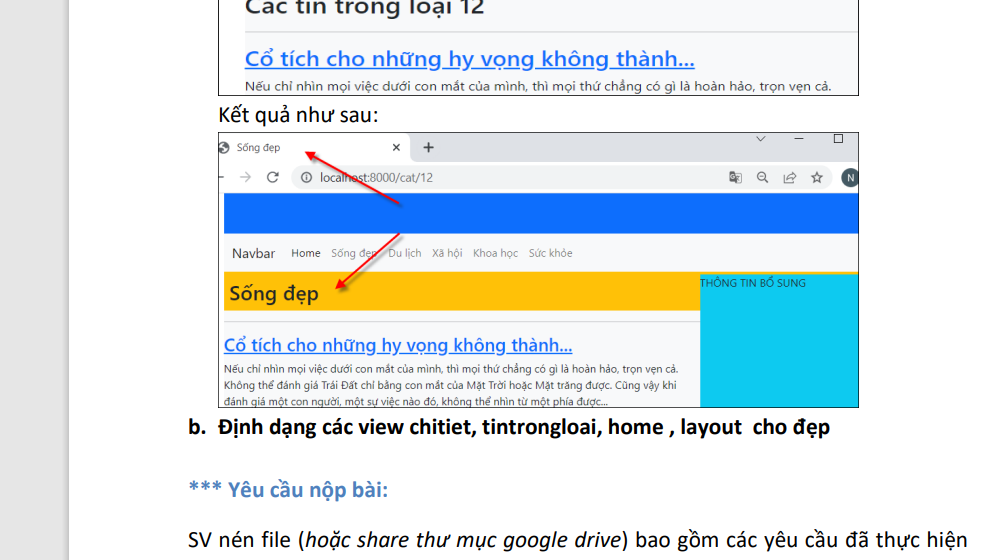 Các tin trong loại 12
Cổ tích cho những hy vọng không thành...
Nếu chỉ nhìn mọi việc dưới con mắt của mình, thì mọi thứ chẳng có gì là hoàn hảo, trọn vẹn cả.
Kết quả như sau:
Sống đẹp
localhost:8000/cat/12
N
Navbar Home Sống đẹp Du lịch Xã hội Khoa học Sức khỏe
Sống đẹp
THÔNG TIN BỔ SUNG
Cổ tích cho những hy vọng không thành...
Nếu chỉ nhìn mọi việc dưới con mắt của mình, thì mọi thứ chẳng có gì là hoàn hảo, trọn vẹn cả.
Không thể đánh giá Trái Đất chỉ bằng con mắt của Mặt Trời hoặc Mặt trăng được. Cũng vậy khi
đánh giá một con người, một sự việc nào đó, không thể nhìn từ một phía được...
b. Định dạng các view chitiet, tintrongloai, home , layout cho đẹp
*** Yêu cầu nộp bài:
SV nén file (hoặc share thư mục google drive) bao gồm các yêu cầu đã thực hiện